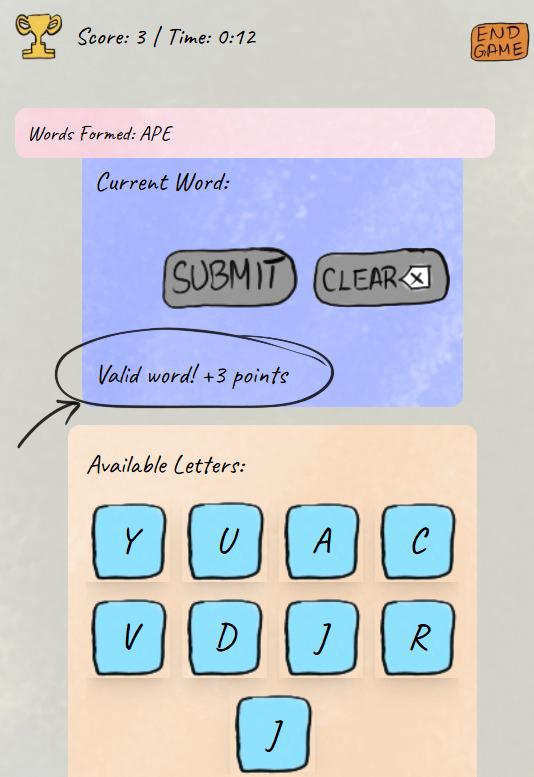 Score: 3 / Time: 0:12
END
GAME
Words Formed: APE
Current Word:
SUBMIT
CLEAR X
Valid word! +3 points
Available Letters:
Y U A C
V D J R
J